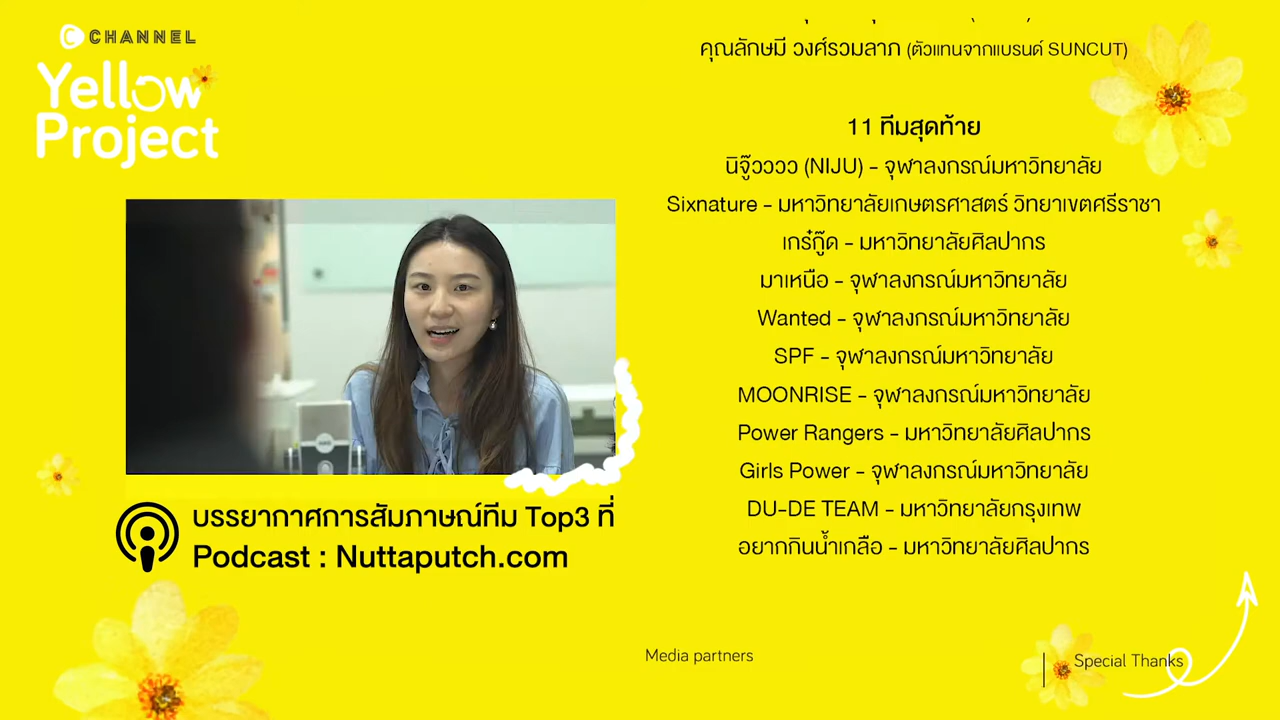 C CHANNEL
Yellow
Project
คุณลักษมี วงศ์รวมลาภ (ตัวแทนจากแบรนด์ SUNCUT)
11 ทีมสุดท้าย
นิจู๊วววว (NIJU) - จุฬาลงกรณ์มหาวิทยาลัย
Sixnature - มหาวิทยาลัยเกษตรศาสตร์ วิทยาเขตศรีราชา
เกร๋กู๊ด - มหาวิทยาลัยศิลปากร
มาเหนือ - จุฬาลงกรณ์มหาวิทยาลัย
Wanted - จุฬาลงกรณ์มหาวิทยาลัย
SPF - จุฬาลงกรณ์มหาวิทยาลัย
MOONRISE - จุฬาลงกรณ์มหาวิทยาลัย
Power Rangers - มหาวิทยาลัยศิลปากร
Girls Power - จุฬาลงกรณ์มหาวิทยาลัย
DU-DE TEAM - มหาวิทยาลัยกรุงเทพ
อยากกินน้ำเกลือ - มหาวิทยาลัยศิลปากร
บรรยากาศการสัมภาษณ์ทีม Top3 ที่
Podcast : Nuttaputch.com
Media partners
Special Thanks